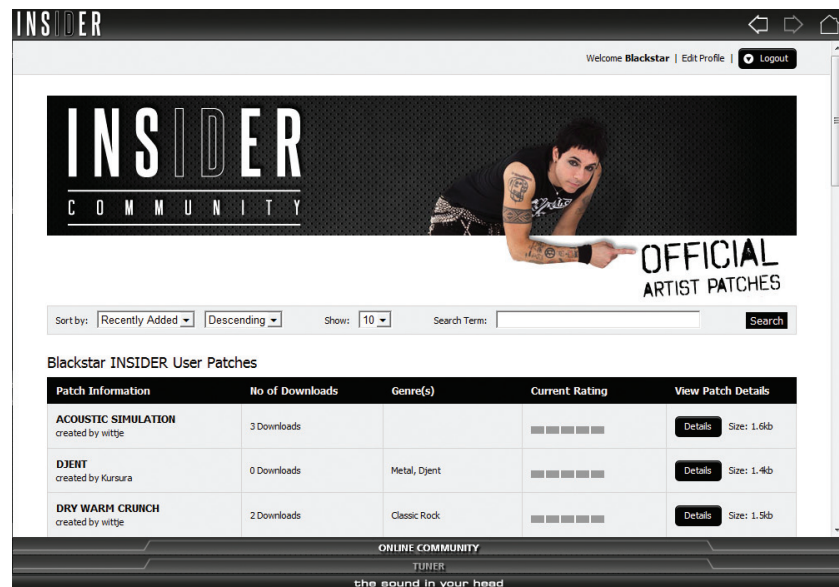 INSIDER
Welcome Blackstar | Edit Profile | Logout
INSIDER
COMMUNITY
OFFICIAL
ARTIST PATCHES
Sort by: Recently Added Descending Show: 10 Search Term: Search
Blackstar INSIDER User Patches
Patch Information No of Downloads Genre(s) Current Rating View Patch Details
ACOUSTIC SIMULATION
created by wittje
3 Downloads Details Size: 1.6kb
DJENT
created by Kursura
0 Downloads Metal, Djent Details Size: 1.4kb
DRY WARM CRUNCH
created by wittje
2 Downloads Classic Rock Details Size: 1.5kb
ONLINE COMMUNITY
TUNER
the sound in your head